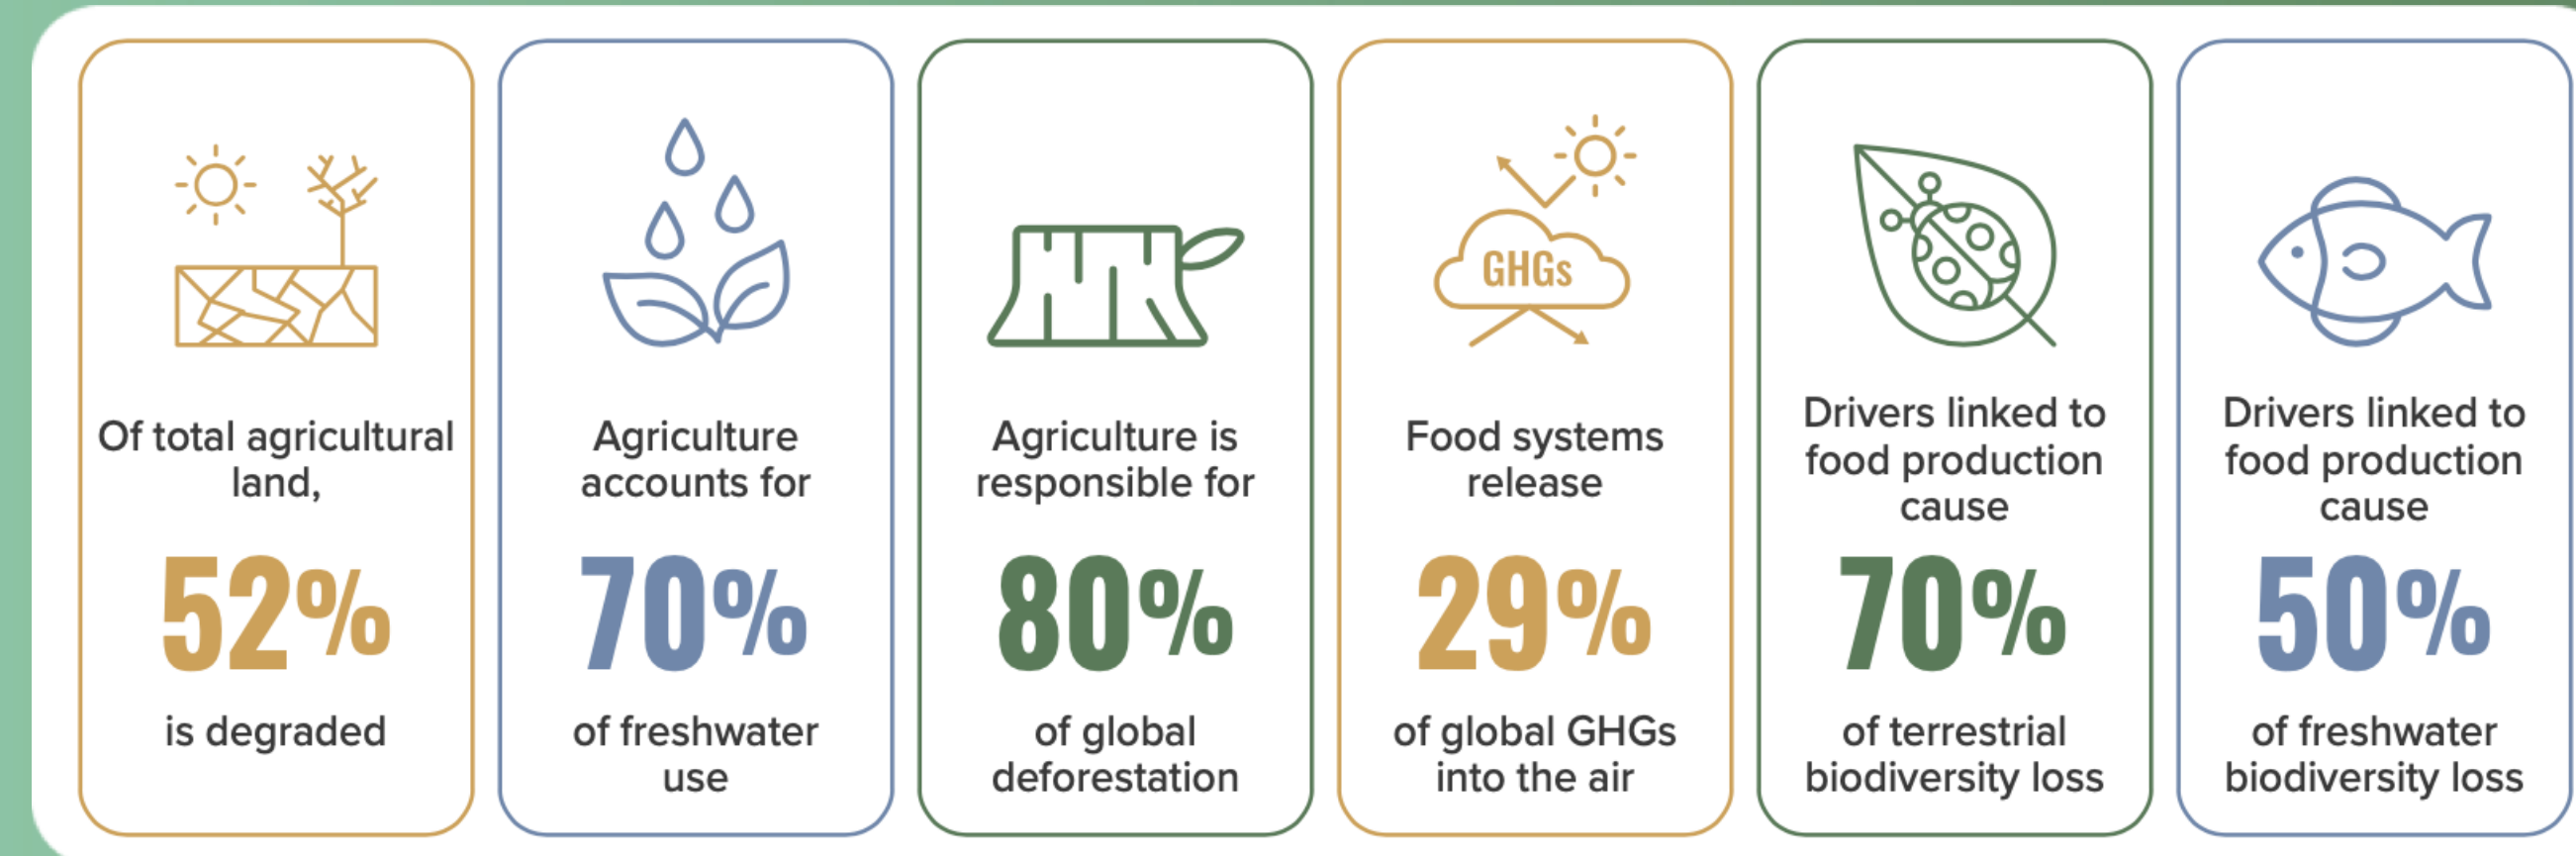 Of total agricultural
land,
52%
is degraded
Agriculture
accounts for
70%
of freshwater
use
Agriculture is
responsible for
80%
of global
deforestation
GHGs
Food systems
release
29%
of global GHGs
into the air
Drivers linked to
food production
cause
70%
of terrestrial
biodiversity loss
Drivers linked to
food production
cause
50%
of freshwater
biodiversity loss